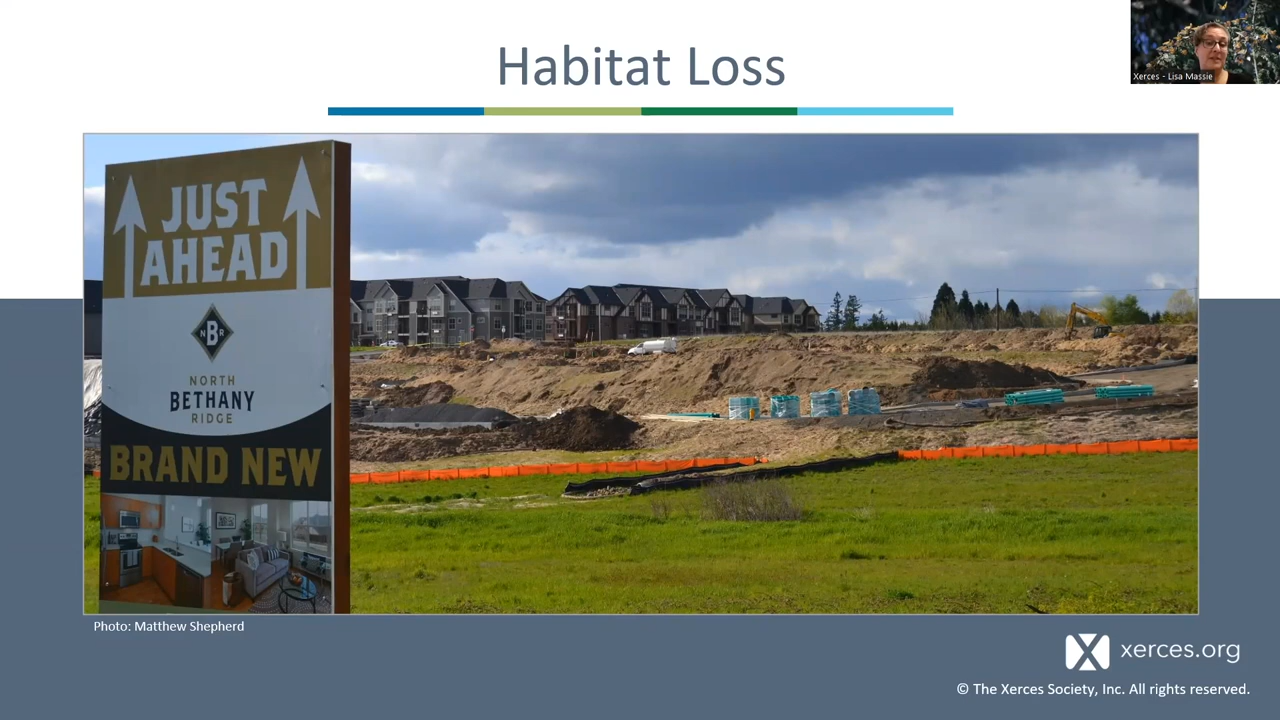 Habitat Loss
Xerces - Lisa Massie
JUST
AHEAD
N B R
NORTH
BETHANY
RIDGE
BRAND NEW
Photo: Matthew Shepherd
xerces.org
© The Xerces Society, Inc. All rights reserved.